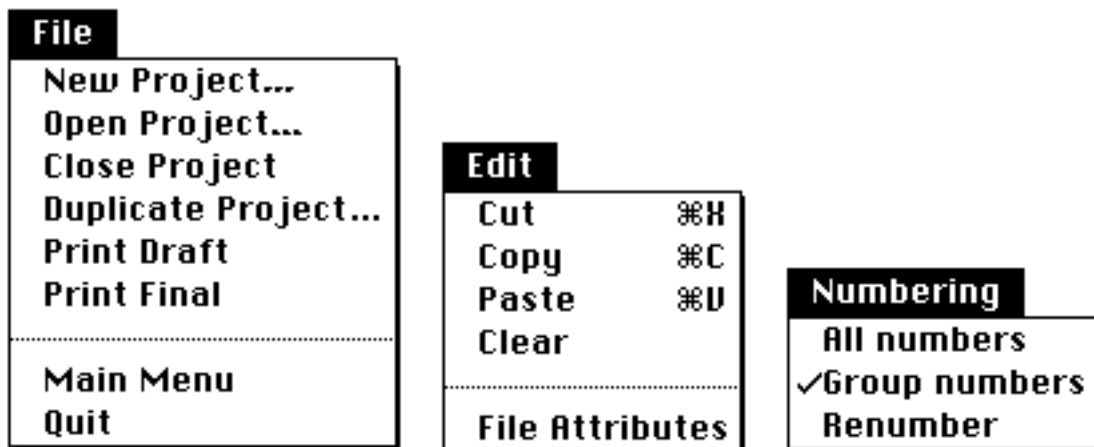 File
New Project...
Open Project...
Close Project
Duplicate Project...
Print Draft
Print Final
Main Menu
Quit
Edit
Cut ⌘X
Copy ⌘C
Paste ⌘V
Clear
File Attributes
Numbering
All numbers
✓Group numbers
Renumber